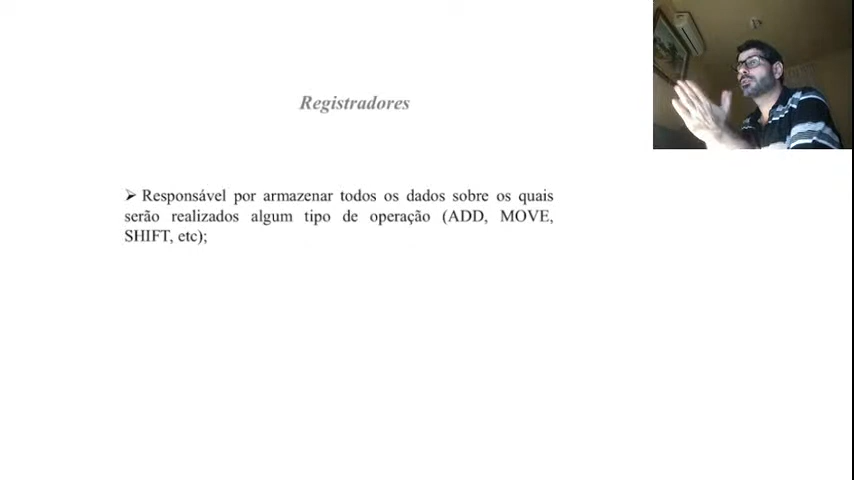 Registradores
➢ Responsável por armazenar todos os dados sobre os quais
serão realizados algum tipo de operação (ADD, MOVE,
SHIFT, etc);